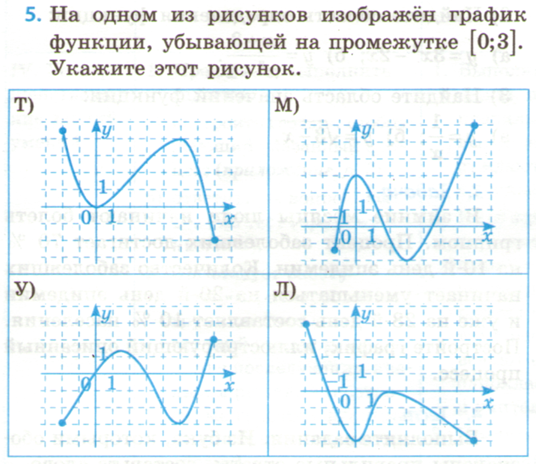 5. На одном из рисунков изображён график
функции, убывающей на промежутке [0;3].
Укажите этот рисунок.
Т)
y
1
0 1
x
М)
y
1
−1
0 1
x
У)
y
1
0 1
x
Л)
y
1
−1
0 1
x